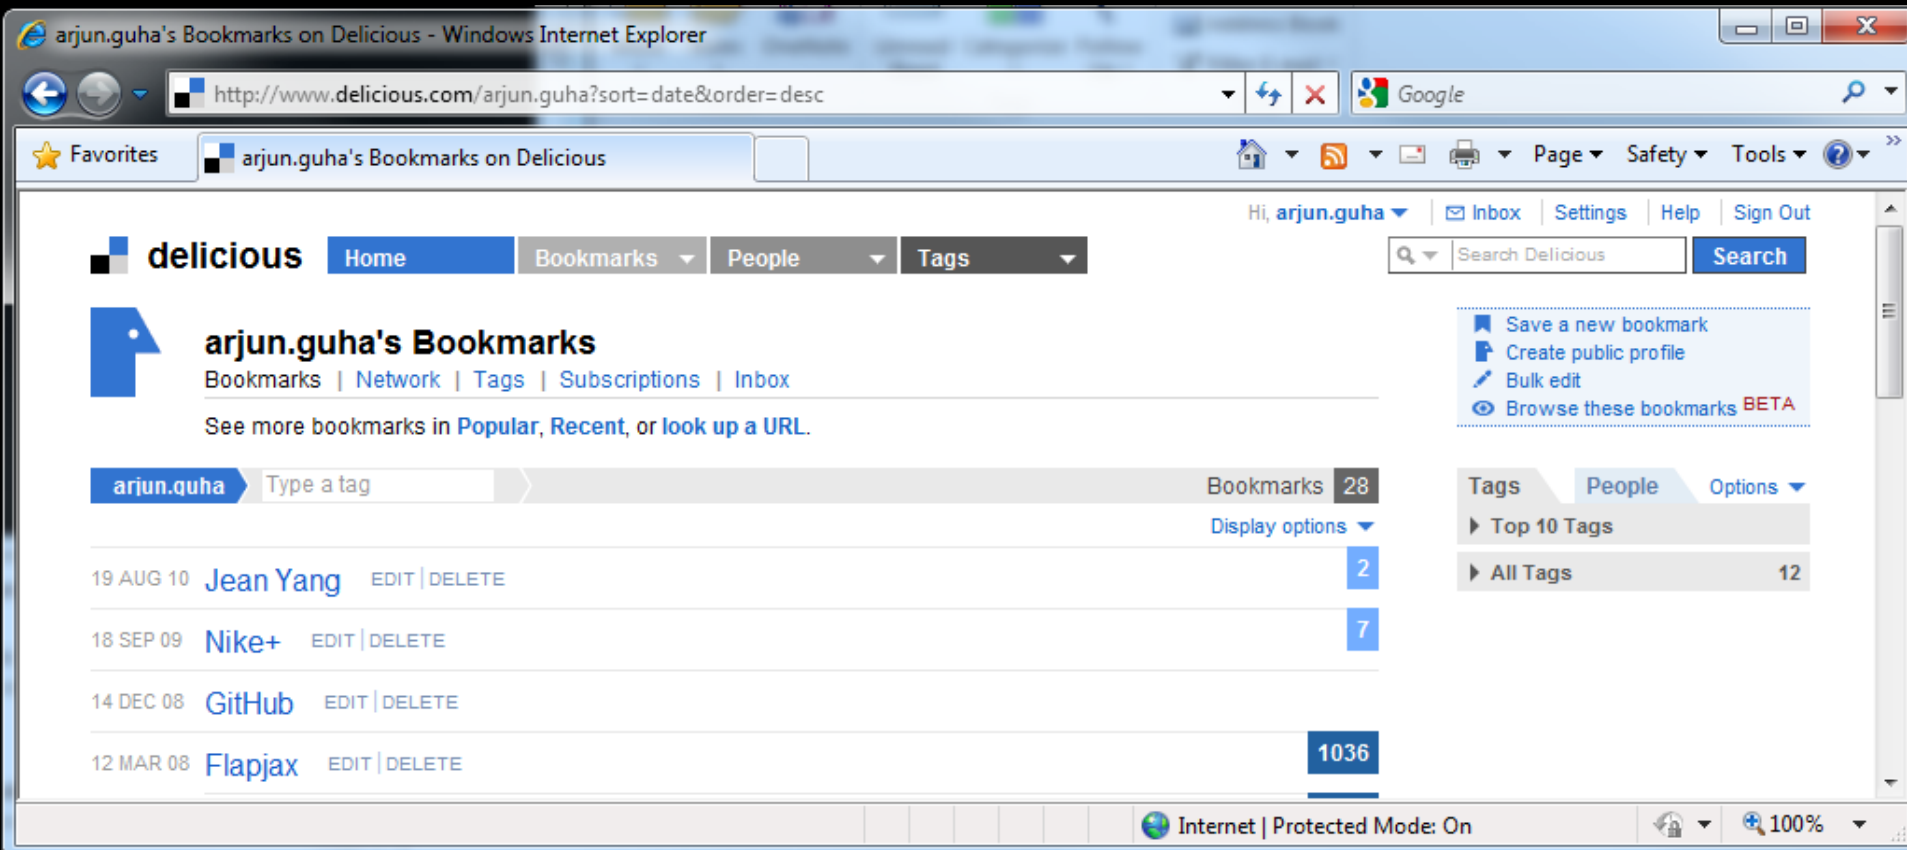 arjun.guha's Bookmarks on Delicious - Windows Internet Explorer
http://www.delicious.com/arjun.guha?sort=date&order=desc
Google
Favorites
arjun.guha's Bookmarks on Delicious
Page
Safety
Tools
Hi, arjun.guha
Inbox
Settings
Help
Sign Out
delicious
Home
Bookmarks
People
Tags
Search Delicious
Search
arjun.guha's Bookmarks
Bookmarks | Network | Tags | Subscriptions | Inbox
See more bookmarks in Popular, Recent, or look up a URL.
Save a new bookmark
Create public profile
Bulk edit
Browse these bookmarks BETA
arjun.guha
Type a tag
Bookmarks 28
Display options
Tags
People
Options
Top 10 Tags
All Tags 12
19 AUG 10 Jean Yang EDIT | DELETE 2
18 SEP 09 Nike+ EDIT | DELETE 7
14 DEC 08 GitHub EDIT | DELETE
12 MAR 08 Flapjax EDIT | DELETE 1036
Internet | Protected Mode: On
100%